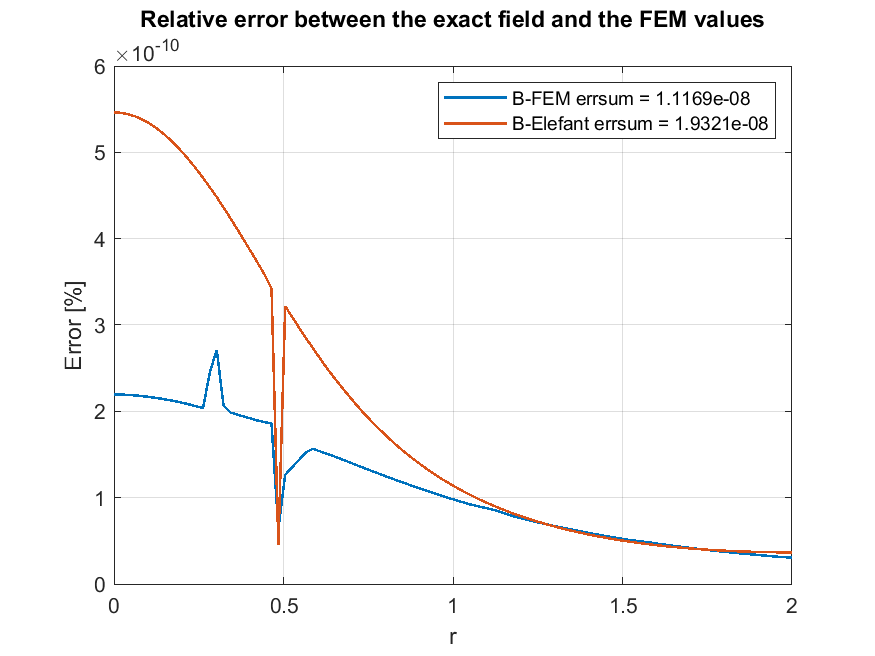 Relative error between the exact field and the FEM values
×10-10
6
5
4
3
2
1
0
Error [%]
B-FEM errsum = 1.1169e-08
B-Elefant errsum = 1.9321e-08
0 0.5 1 1.5 2
r